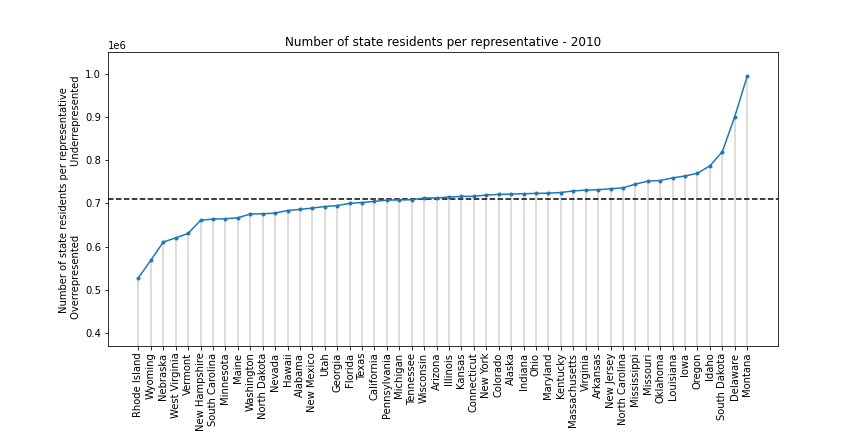 Number of state residents per representative - 2010
1e6
1.0
0.9
0.8
0.7
0.6
0.5
0.4
Number of state residents per representative
Overrepresented Underrepresented
Rhode Island
Wyoming
Nebraska
West Virginia
Vermont
New Hampshire
South Carolina
Minnesota
Maine
Washington
North Dakota
Nevada
Hawaii
Alabama
New Mexico
Utah
Georgia
Florida
Texas
California
Pennsylvania
Michigan
Tennessee
Wisconsin
Arizona
Illinois
Kansas
Connecticut
New York
Colorado
Alaska
Indiana
Ohio
Maryland
Kentucky
Massachusetts
Virginia
Arkansas
New Jersey
North Carolina
Mississippi
Missouri
Oklahoma
Louisiana
Iowa
Oregon
Idaho
South Dakota
Delaware
Montana